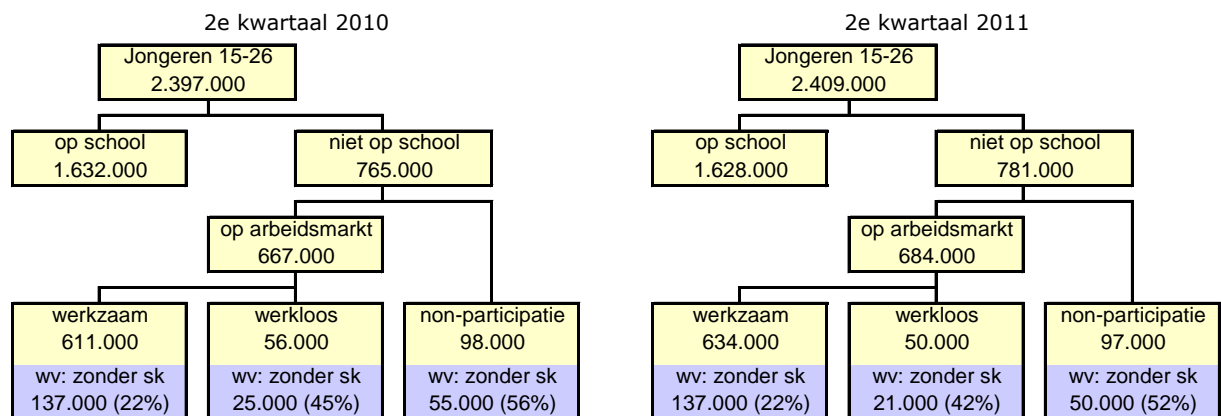 2e kwartaal 2010
Jongeren 15-26
2.397.000
op school
1.632.000
niet op school
765.000
op arbeidsmarkt
667.000
werkzaam
611.000
wv: zonder sk
137.000 (22%)
werkloos
56.000
wv: zonder sk
25.000 (45%)
non-participatie
98.000
wv: zonder sk
55.000 (56%)
2e kwartaal 2011
Jongeren 15-26
2.409.000
op school
1.628.000
niet op school
781.000
op arbeidsmarkt
684.000
werkzaam
634.000
wv: zonder sk
137.000 (22%)
werkloos
50.000
wv: zonder sk
21.000 (42%)
non-participatie
97.000
wv: zonder sk
50.000 (52%)